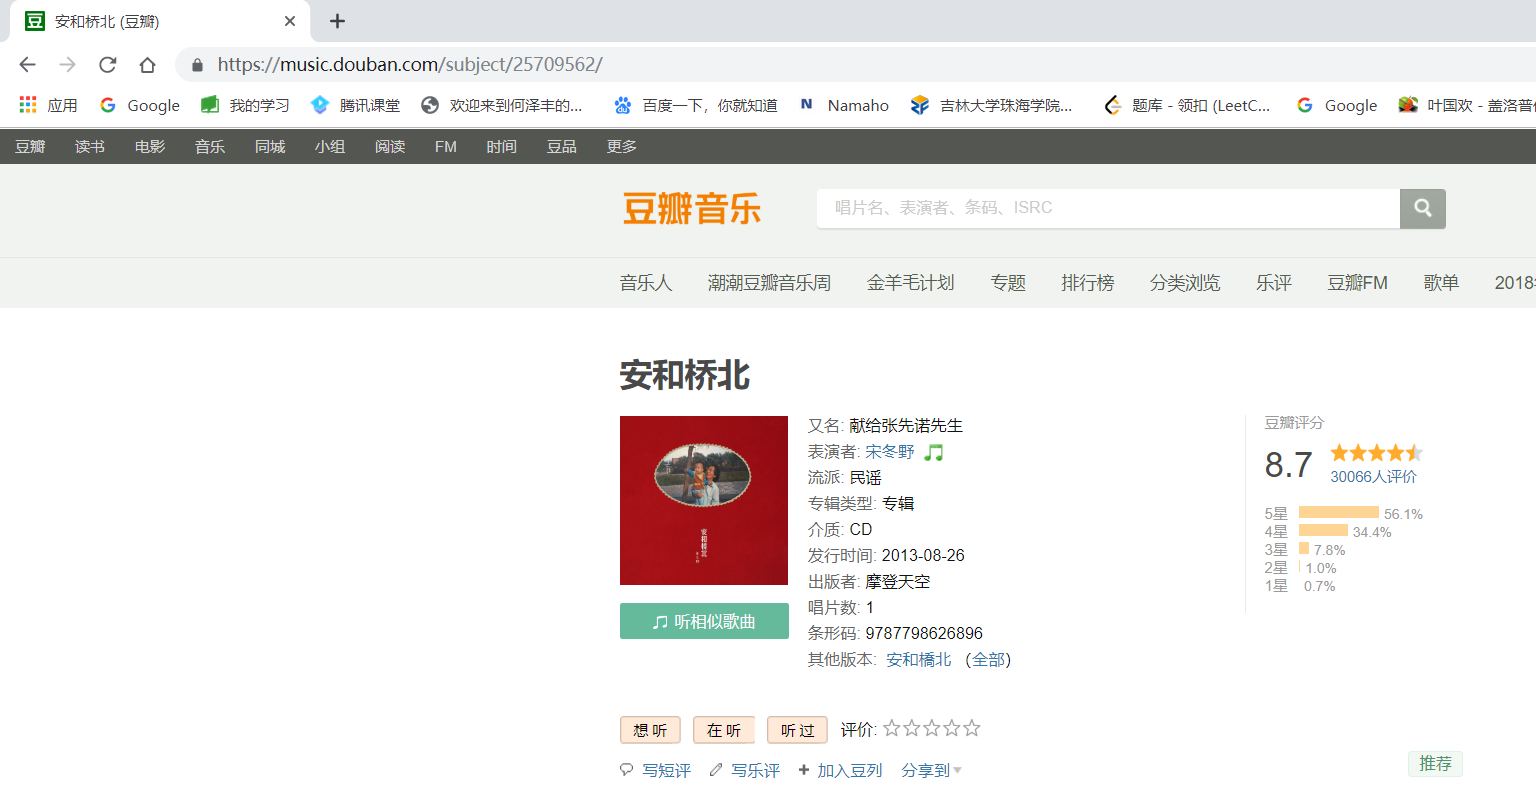 安和桥北 (豆瓣)
https://music.douban.com/subject/25709562/
应用 Google 我的学习 腾讯课堂 欢迎来到何泽丰的... 百度一下，你就知道 Namaho 吉林大学珠海学院... 题库 - 领扣 (LeetC... Google 叶国欢 - 盖洛普
豆瓣 读书 电影 音乐 同城 小组 阅读 FM 时间 豆品 更多
豆瓣音乐 唱片名、表演者、条码、ISRC
音乐人 潮潮豆瓣音乐周 金羊毛计划 专题 排行榜 分类浏览 乐评 豆瓣FM 歌单 2018
安和桥北
安和桥北
听相似歌曲
又名: 献给张先诺先生
表演者: 宋冬野
流派: 民谣
专辑类型: 专辑
介质: CD
发行时间: 2013-08-26
出版者: 摩登天空
唱片数: 1
条形码: 9787798626896
其他版本: 安和橋北 (全部)
豆瓣评分
8.7
30066人评价
5星 56.1%
4星 34.4%
3星 7.8%
2星 1.0%
1星 0.7%
想听 在听 听过 评价:
写短评 写乐评 加入豆列 分享到
推荐